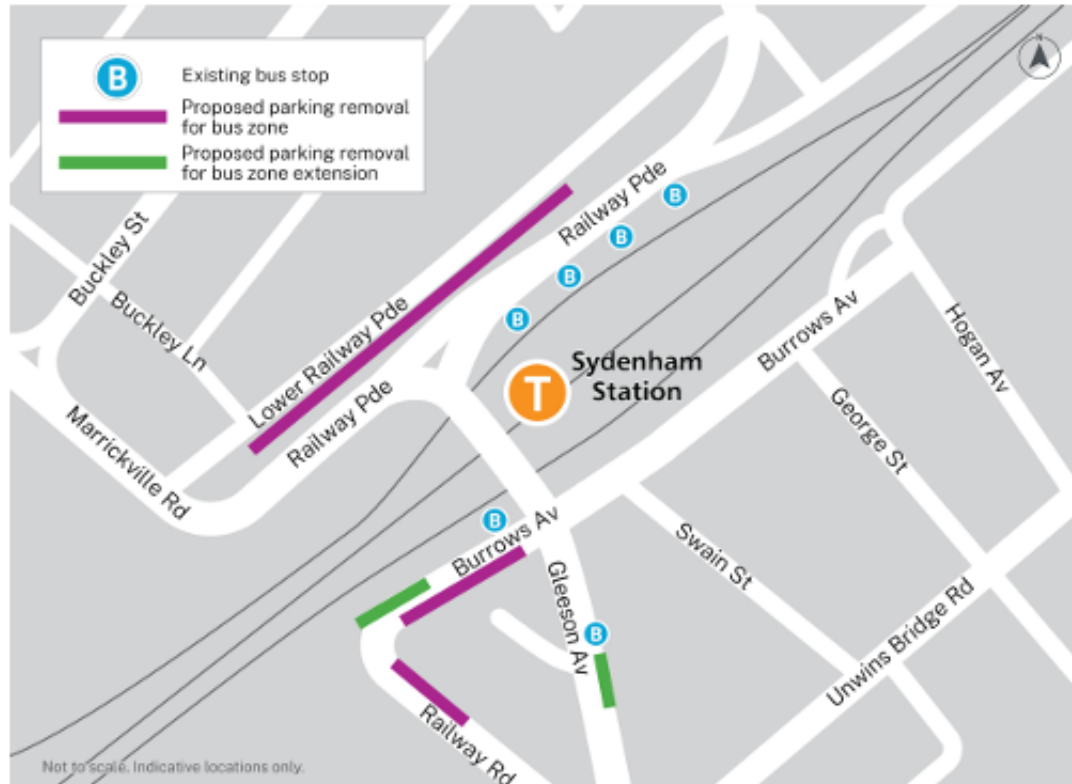 N
B
Existing bus stop
Proposed parking removal
for bus zone
Proposed parking removal
for bus zone extension
Railway Pde
B
B
B
B
Buckley St
Buckley Ln
Lower Railway Pde
Railway Pde
Marrickville Rd
T
Sydenham
Station
Burrows Av
Hogan Av
George St
Swain St
Unwins Bridge Rd
B
Burrows Av
Gleeson Av
B
Railway Rd
Not to scale. Indicative locations only.